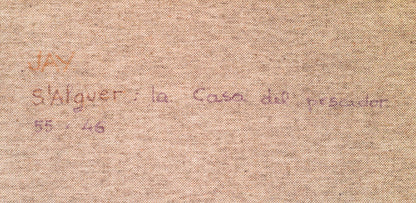 JAY
S'Alguer : la Casa del pescador
55 · 46